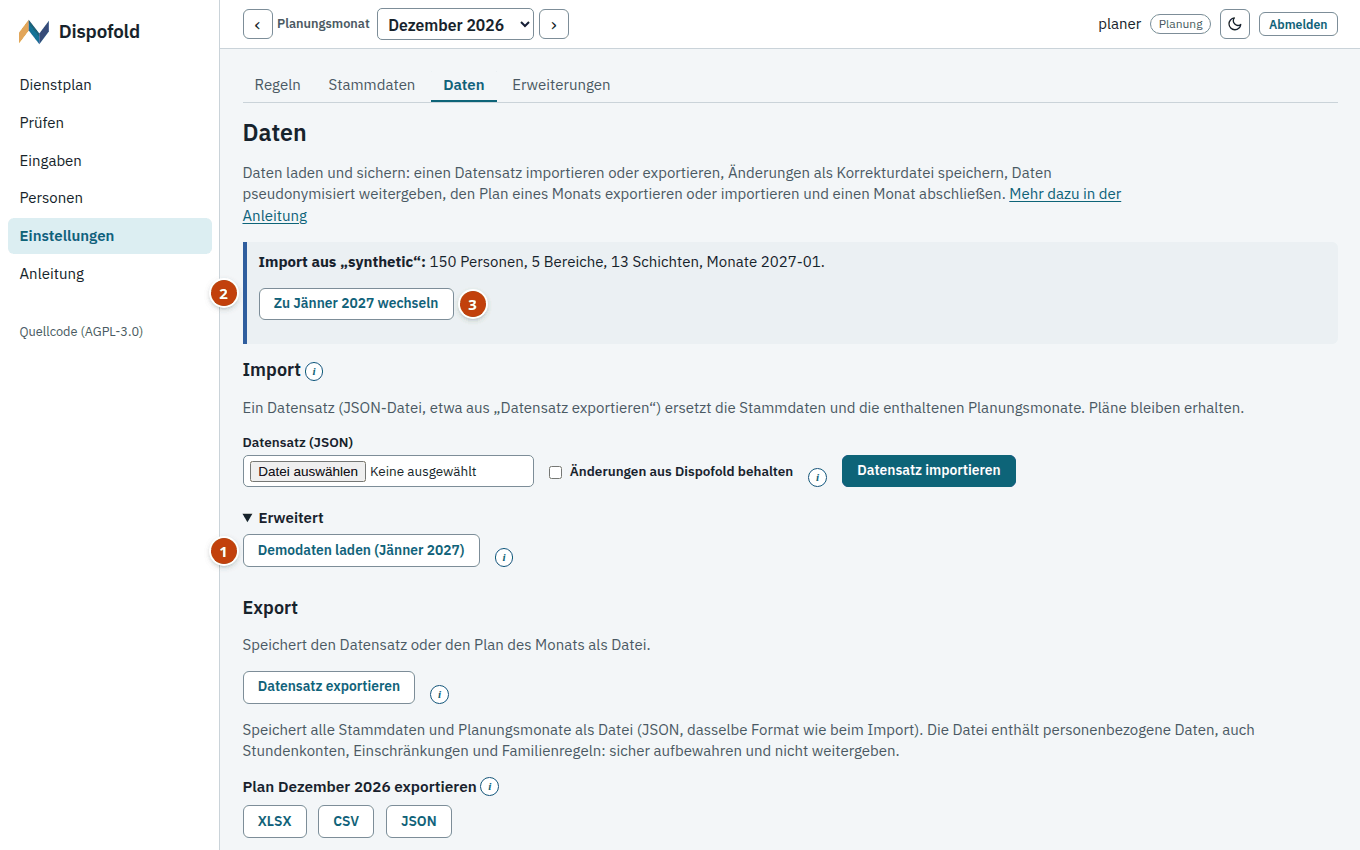 Dispofold
Dienstplan
Prüfen
Eingaben
Personen
Einstellungen
Anleitung
Quellcode (AGPL-3.0)
‹ Planungsmonat Dezember 2026 ›
planer Planung Abmelden
Regeln Stammdaten Daten Erweiterungen
Daten
Daten laden und sichern: einen Datensatz importieren oder exportieren, Änderungen als Korrekturdatei speichern, Daten
pseudonymisiert weitergeben, den Plan eines Monats exportieren oder importieren und einen Monat abschließen. Mehr dazu in der
Anleitung
Import aus „synthetic“: 150 Personen, 5 Bereiche, 13 Schichten, Monate 2027-01.
2
Zu Jänner 2027 wechseln 3
Import i
Ein Datensatz (JSON-Datei, etwa aus „Datensatz exportieren“) ersetzt die Stammdaten und die enthaltenen Planungsmonate. Pläne bleiben erhalten.
Datensatz (JSON)
Datei auswählen Keine ausgewählt Änderungen aus Dispofold behalten i Datensatz importieren
▼ Erweitert
1 Demodaten laden (Jänner 2027) i
Export
Speichert den Datensatz oder den Plan des Monats als Datei.
Datensatz exportieren i
Speichert alle Stammdaten und Planungsmonate als Datei (JSON, dasselbe Format wie beim Import). Die Datei enthält personenbezogene Daten, auch
Stundenkonten, Einschränkungen und Familienregeln: sicher aufbewahren und nicht weitergeben.
Plan Dezember 2026 exportieren i
XLSX CSV JSON